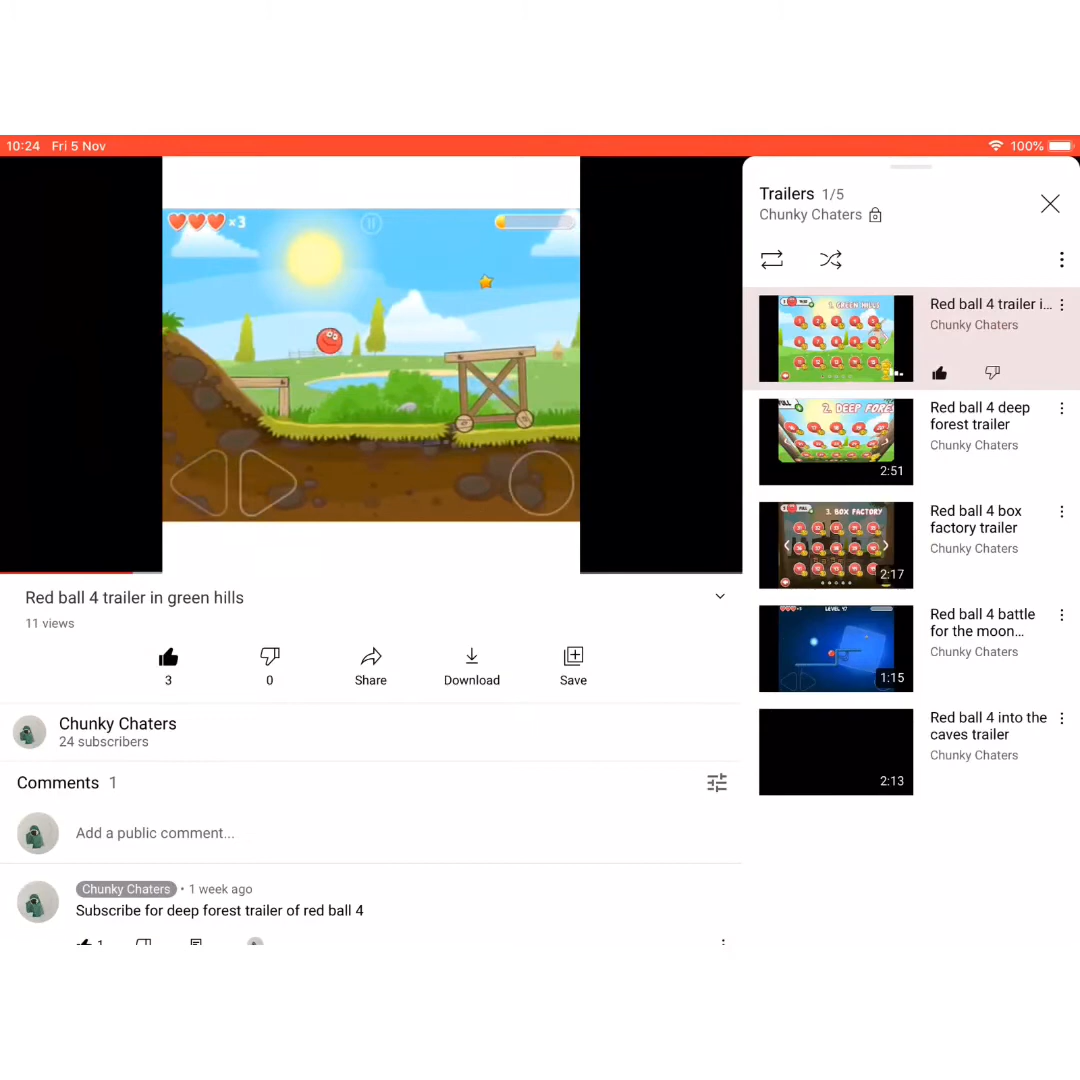 10:24 Fri 5 Nov
100%
×3
Trailers 1/5
Chunky Chaters
1. GREEN HILLS
Red ball 4 trailer i...
Chunky Chaters
2. DEEP FORES
2:51
Red ball 4 deep
forest trailer
Chunky Chaters
3. BOX FACTORY
2:17
Red ball 4 box
factory trailer
Chunky Chaters
LEVEL 47
1:15
Red ball 4 battle
for the moon...
Chunky Chaters
2:13
Red ball 4 into the
caves trailer
Chunky Chaters
Red ball 4 trailer in green hills
11 views
3
0
Share
Download
Save
Chunky Chaters
24 subscribers
Comments 1
Add a public comment...
Chunky Chaters • 1 week ago
Subscribe for deep forest trailer of red ball 4
1